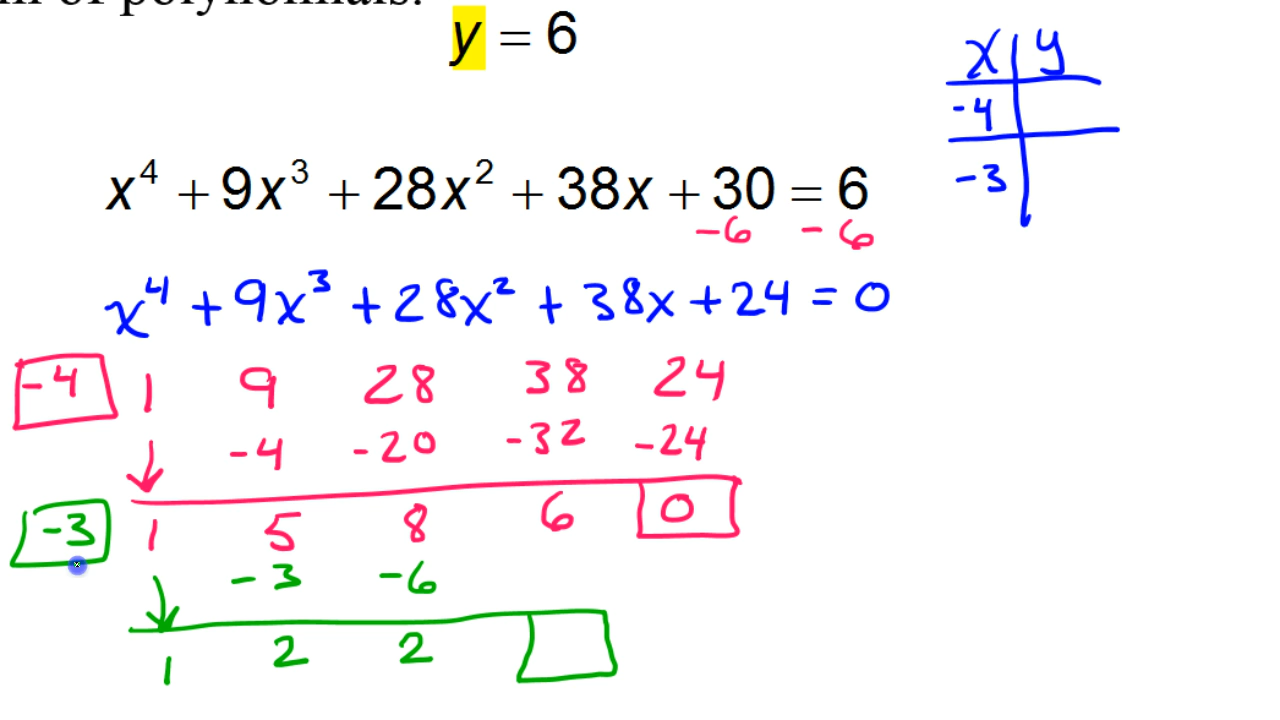 of polynomials.
y = 6
x | y
-4
-3
x⁴ + 9x³ + 28x² + 38x + 30 = 6
-6 -6
x⁴ + 9x³ + 28x² + 38x + 24 = 0
-4 1 9 28 38 24
-4 -20 -32 -24
-3 1 5 8 6 0
-3 -6
1 2 2